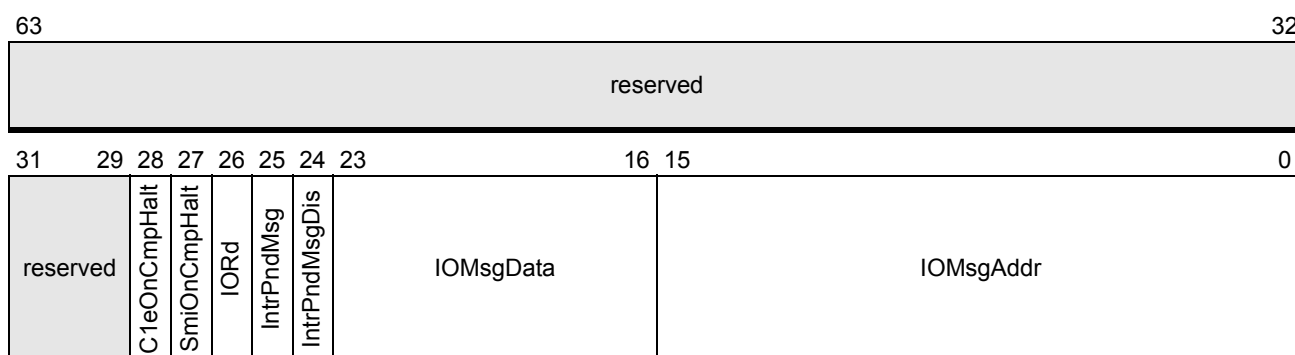 63 32
reserved
31 29 28 27 26 25 24 23 16 15 0
reserved
C1eOnCmpHalt
SmiOnCmpHalt
IORd
IntrPndMsg
IntrPndMsgDis
IOMsgData
IOMsgAddr